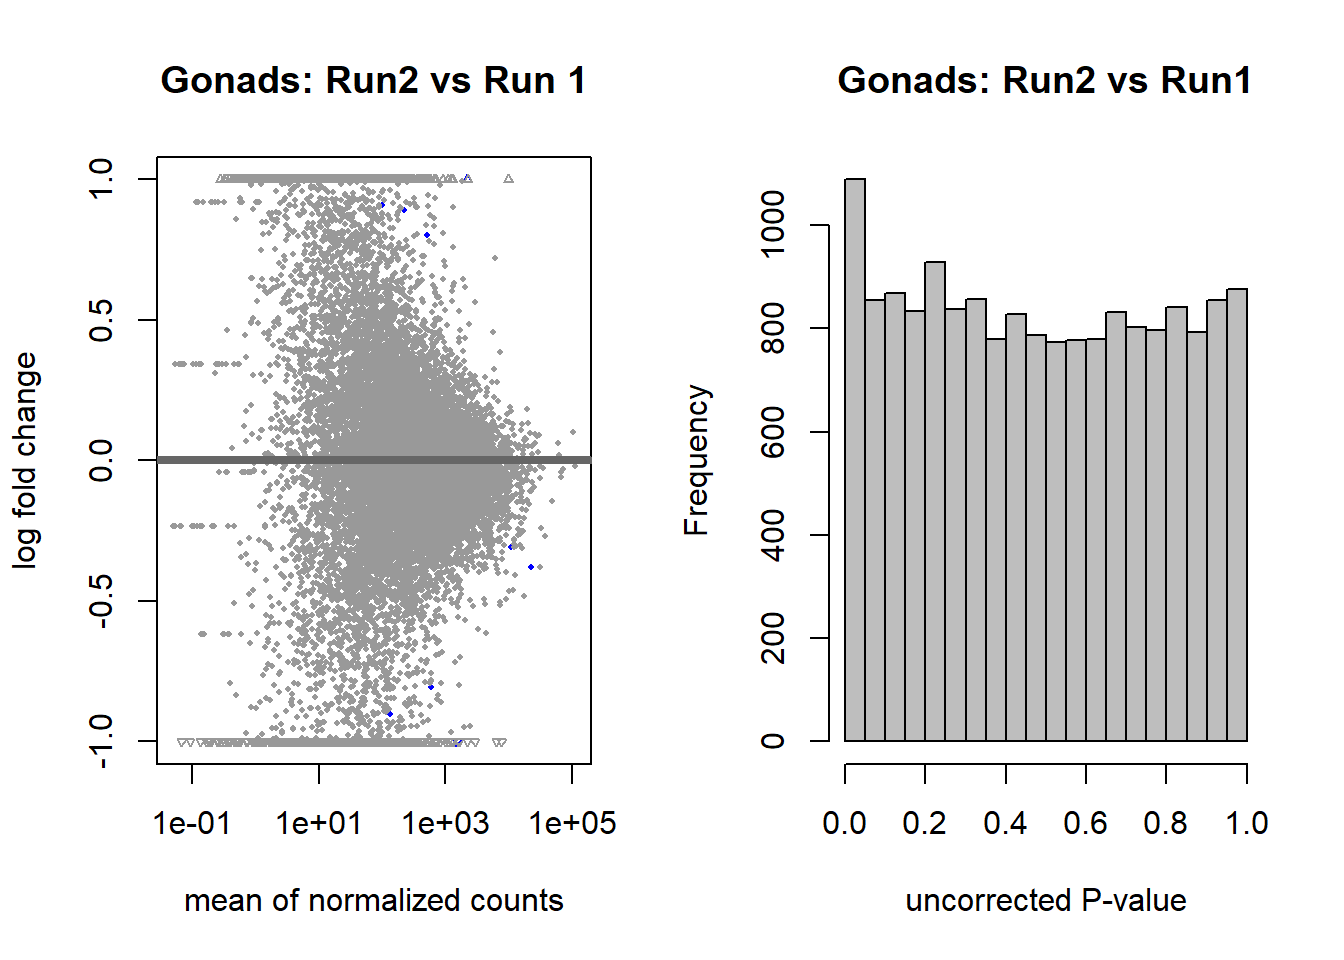 Gonads: Run2 vs Run 1
log fold change
1.0
0.5
0.0
-0.5
-1.0
1e-01 1e+01 1e+03 1e+05
mean of normalized counts
Gonads: Run2 vs Run1
Frequency
1000
800
600
400
200
0
0.0 0.2 0.4 0.6 0.8 1.0
uncorrected P-value